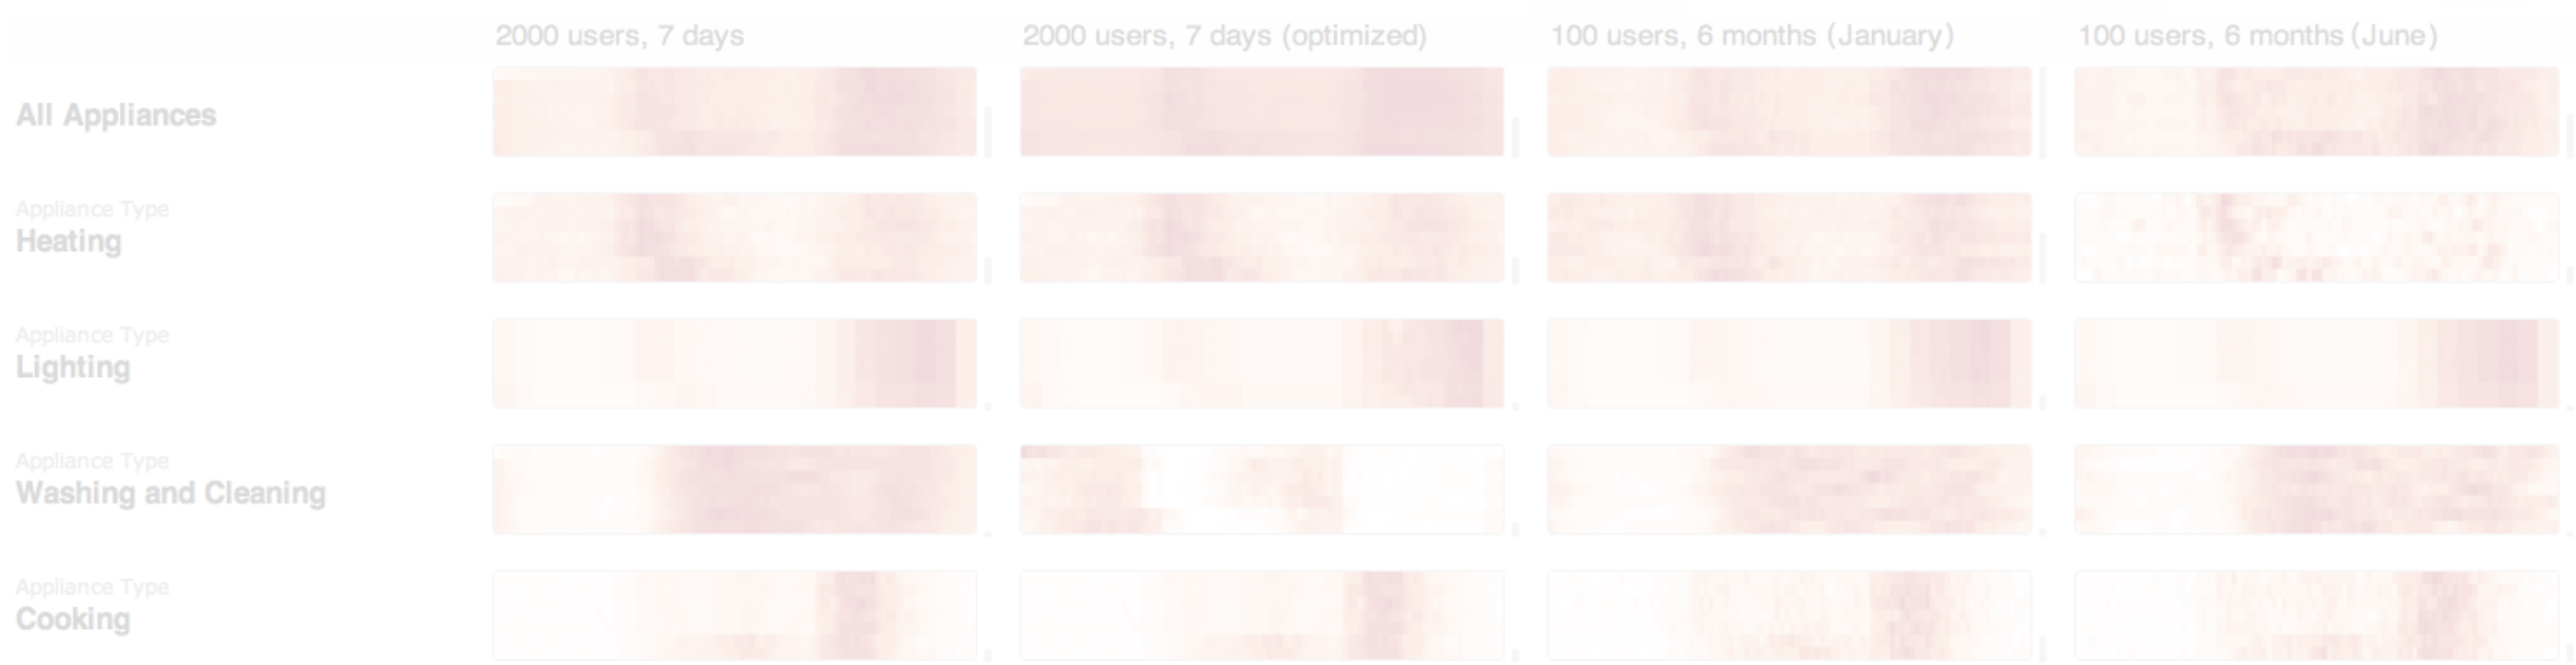 2000 users, 7 days
2000 users, 7 days (optimized)
100 users, 6 months (January)
100 users, 6 months (June)
All Appliances
Appliance Type
Heating
Appliance Type
Lighting
Appliance Type
Washing and Cleaning
Appliance Type
Cooking